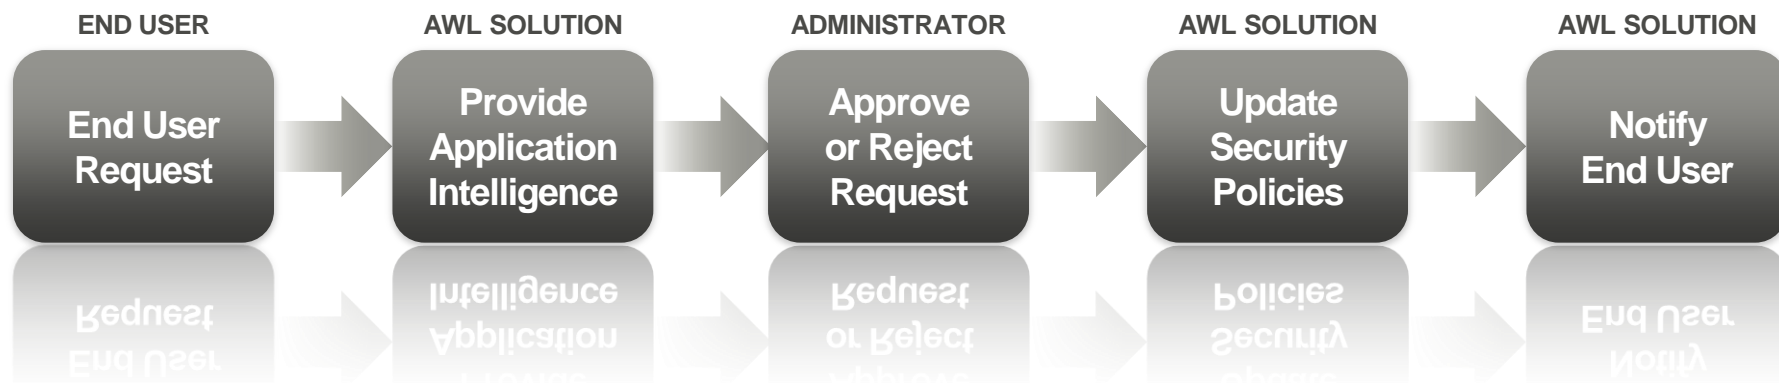 END USER
AWL SOLUTION
ADMINISTRATOR
AWL SOLUTION
AWL SOLUTION
End User
Request
Provide
Application
Intelligence
Approve
or Reject
Request
Update
Security
Policies
Notify
End User